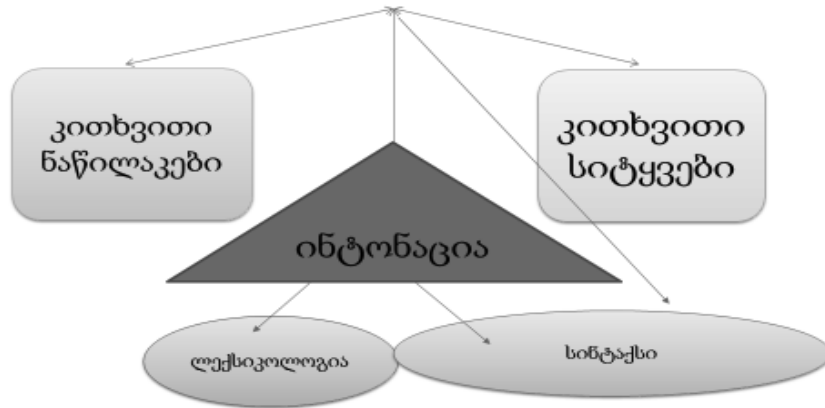 კითხვითი
ნაწილაკები
კითხვითი
სიტყვები
ინტონაცია
ლექსიკოლოგია
სინტაქსი